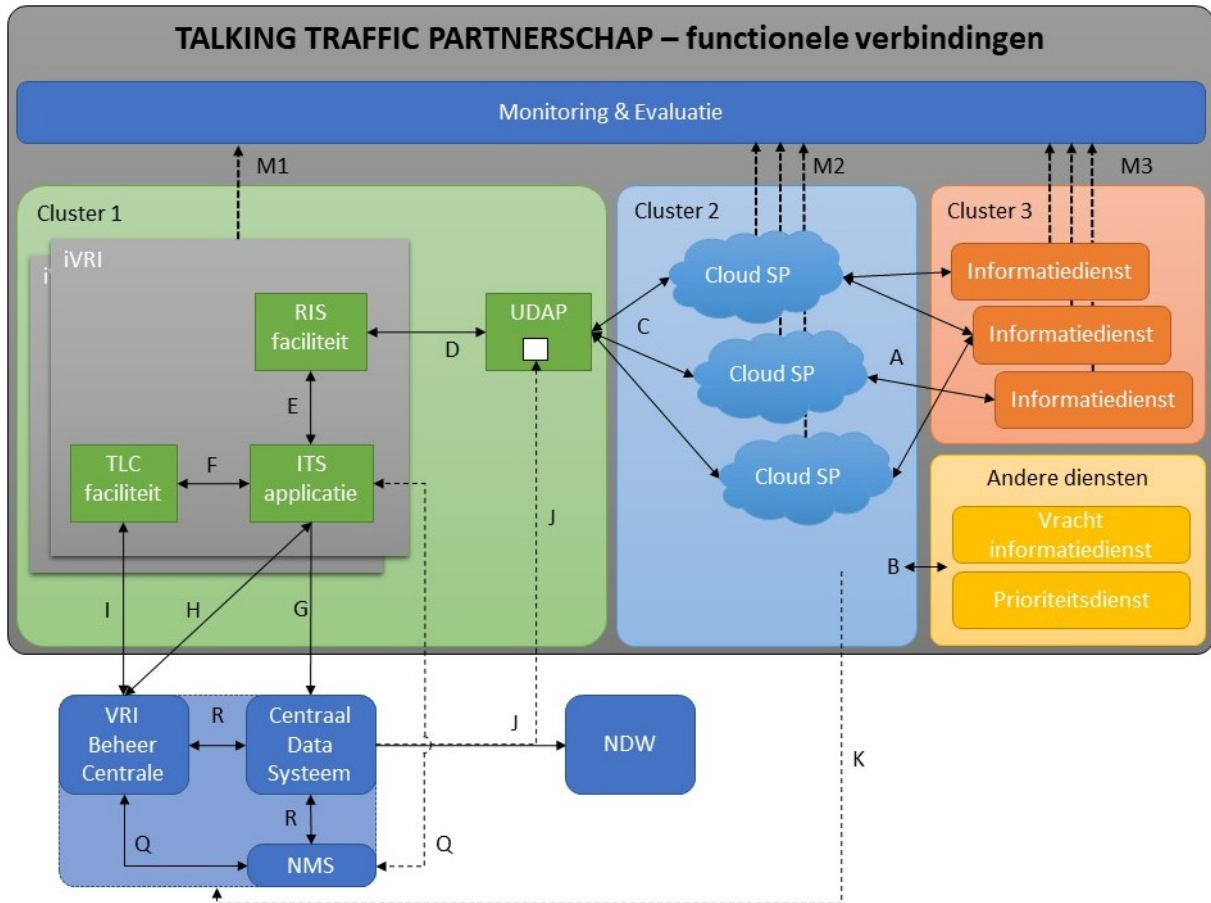 TALKING TRAFFIC PARTNERSCHAP – functionele verbindingen
Monitoring & Evaluatie
M1
M2
M3
Cluster 1
Cluster 2
Cluster 3
iVRI
i
RIS
faciliteit
D
UDAP
E
TLC
faciliteit
F
ITS
applicatie
J
I
H
G
C
Cloud SP
Cloud SP
Cloud SP
A
Informatiedienst
Informatiedienst
Informatiedienst
Andere diensten
Vracht
informatiedienst
B
Prioriteitsdienst
VRI
Beheer
Centrale
R
Centraal
Data
Systeem
J
NDW
K
R
Q
NMS
Q